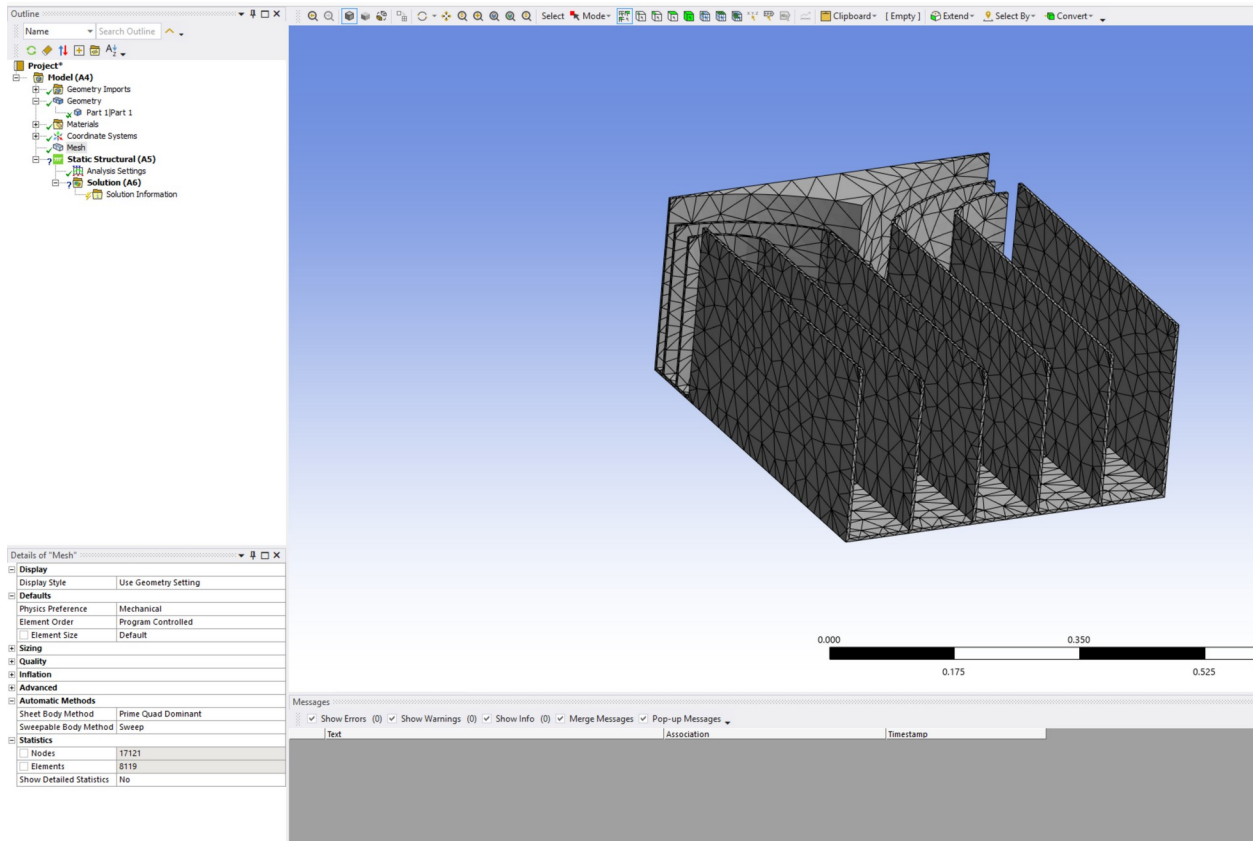 Outline
Name Search Outline
Project*
Model (A4)
Geometry Imports
Geometry
Part 1|Part 1
Materials
Coordinate Systems
Mesh
Static Structural (A5)
Analysis Settings
Solution (A6)
Solution Information
Select Mode Clipboard [ Empty ] Extend Select By Convert
0.000 0.350
0.175 0.525
Details of "Mesh"
Display
Display Style Use Geometry Setting
Defaults
Physics Preference Mechanical
Element Order Program Controlled
Element Size Default
Sizing
Quality
Inflation
Advanced
Automatic Methods
Sheet Body Method Prime Quad Dominant
Sweepable Body Method Sweep
Statistics
Nodes 17121
Elements 8119
Show Detailed Statistics No
Messages
Show Errors (0) Show Warnings (0) Show Info (0) Merge Messages Pop-up Messages
Text Association Timestamp